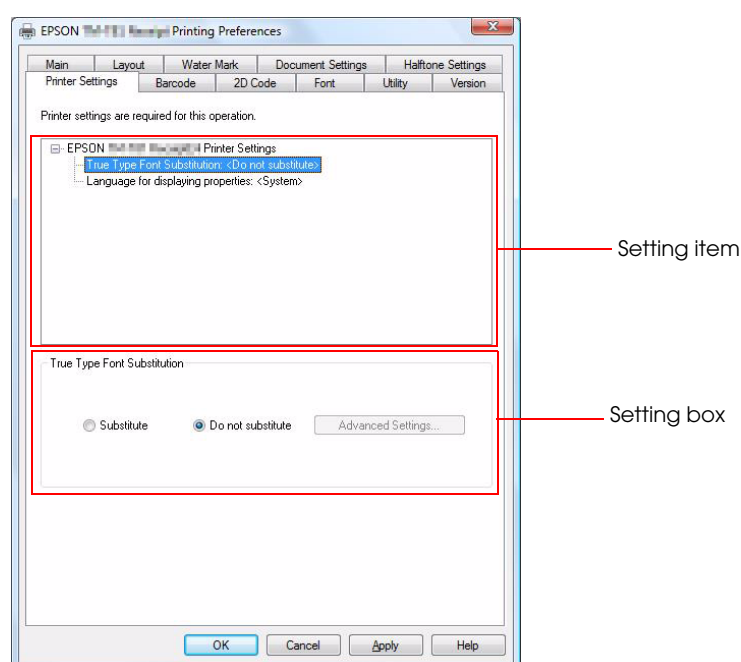 EPSON Printing Preferences
Main Layout Water Mark Document Settings Halftone Settings
Printer Settings Barcode 2D Code Font Utility Version
Printer settings are required for this operation.
EPSON Printer Settings
True Type Font Substitution: <Do not substitute>
Language for displaying properties: <System>
Setting item
True Type Font Substitution
Substitute Do not substitute Advanced Settings...
Setting box
OK Cancel Apply Help